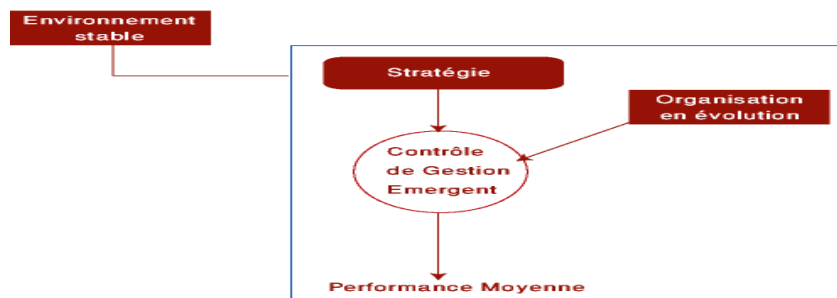 Environnement
stable
Stratégie
Organisation
en évolution
Contrôle
de Gestion
Emergent
Performance Moyenne